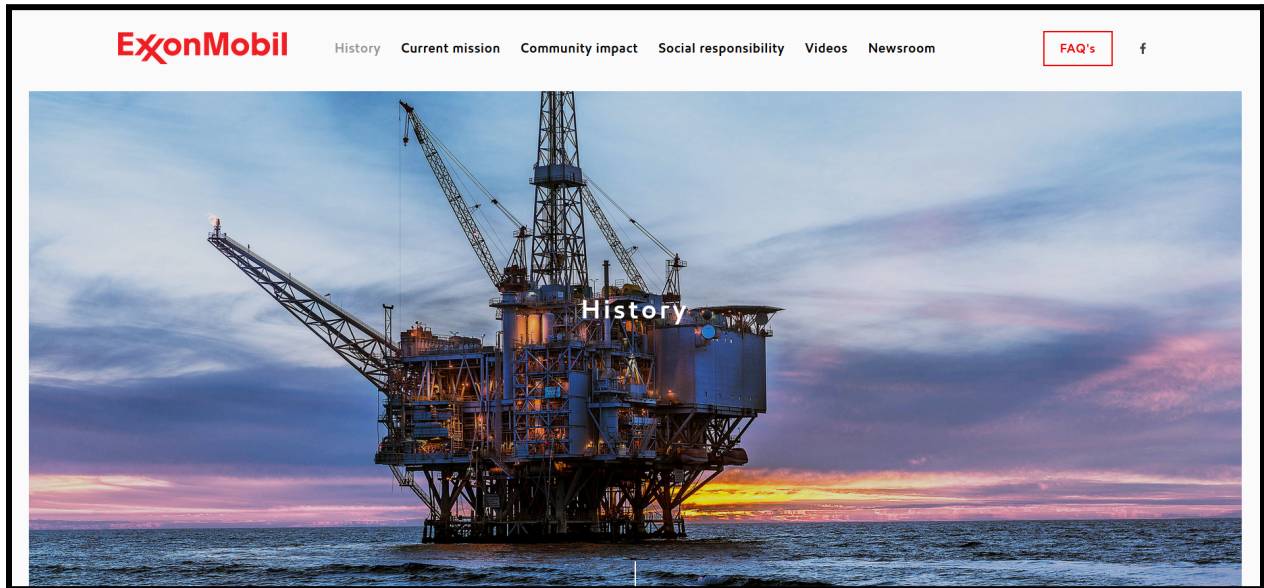 ExxonMobil
History
Current mission
Community impact
Social responsibility
Videos
Newsroom
FAQ's
f
History